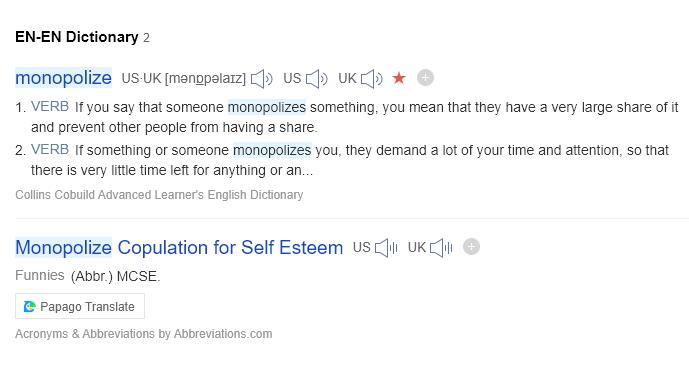 EN-EN Dictionary 2
monopolize US·UK [mənɒpəlaɪz] US UK
1. VERB If you say that someone monopolizes something, you mean that they have a very large share of it
and prevent other people from having a share.
2. VERB If something or someone monopolizes you, they demand a lot of your time and attention, so that
there is very little time left for anything or an...
Collins Cobuild Advanced Learner's English Dictionary
Monopolize Copulation for Self Esteem US UK
Funnies (Abbr.) MCSE.
Papago Translate
Acronyms & Abbreviations by Abbreviations.com